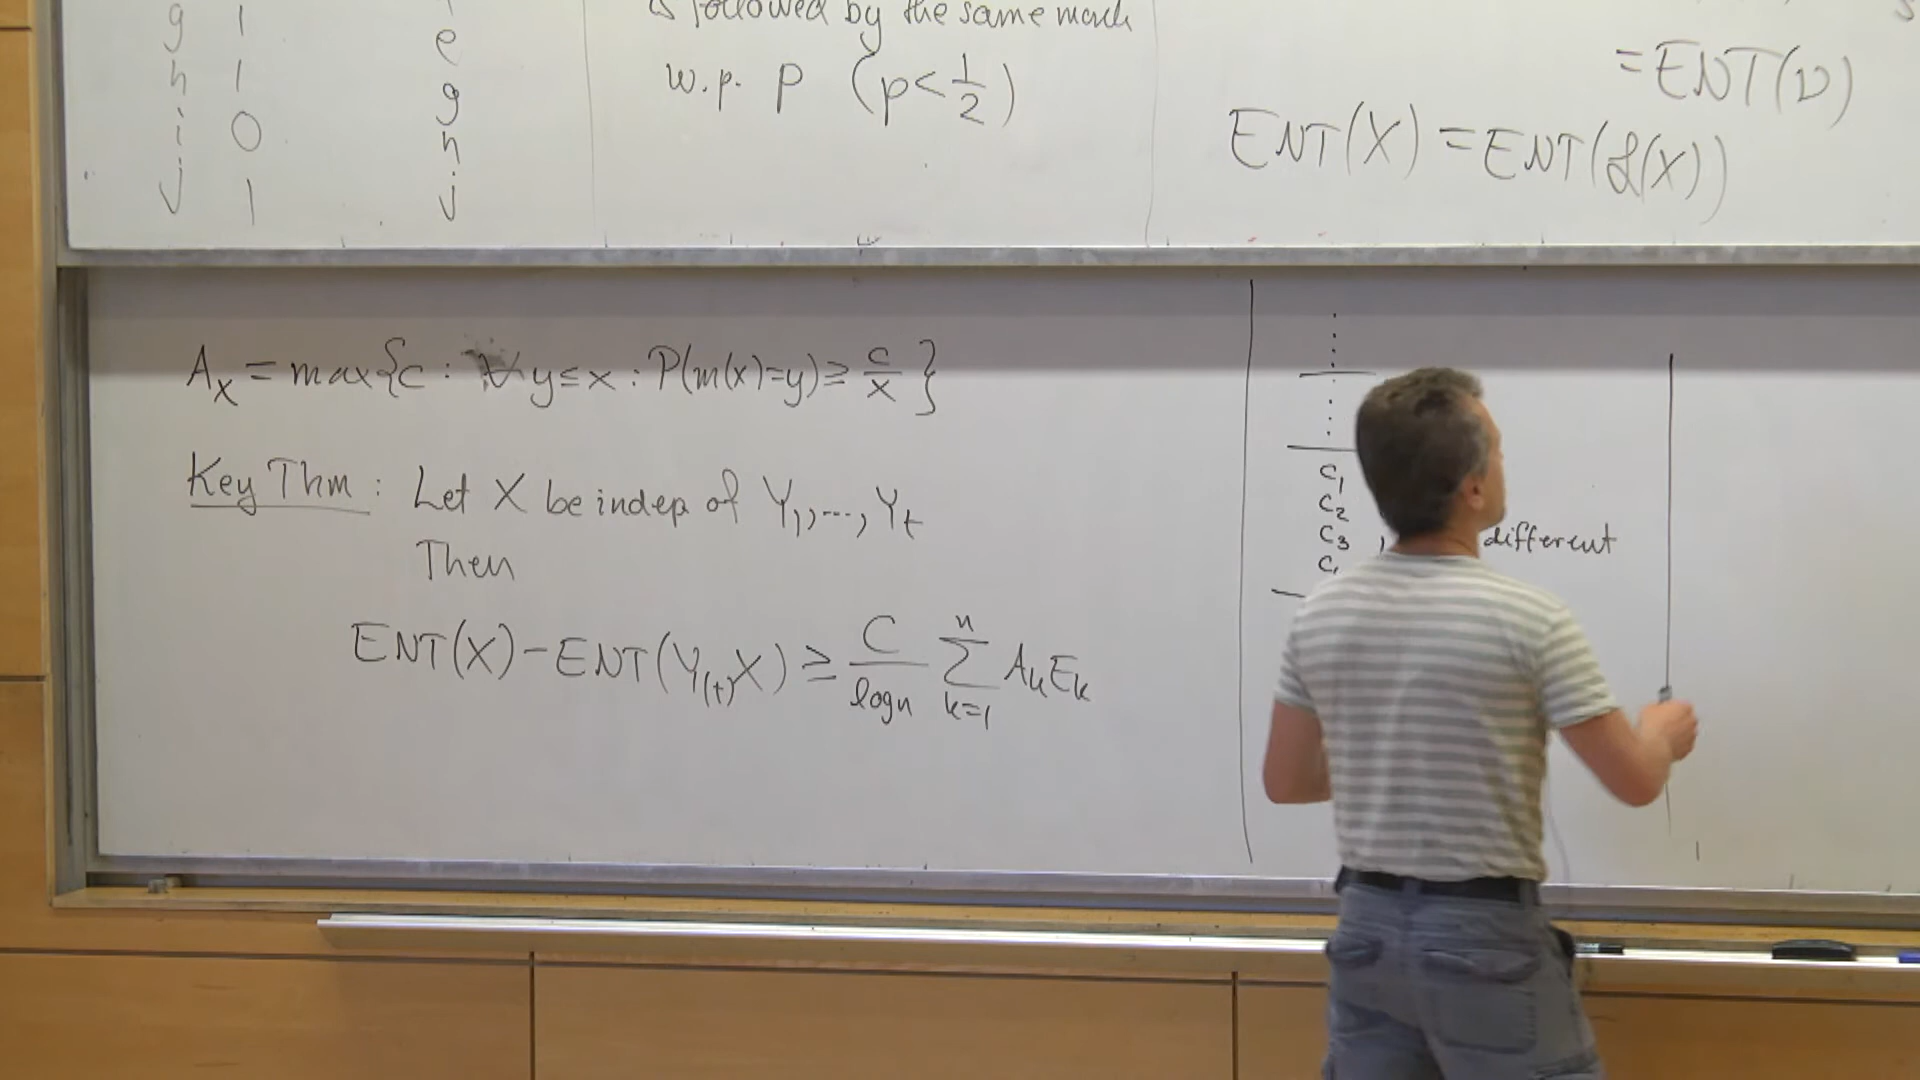 g 1
h 1
i 0
j 1
e
g
h
j
is followed by the same mark
w.p. p (p<1/2)
=ENT(ν)
ENT(X)=ENT(ℒ(X))
A_x = max{c : ∀y≤x : P(m(x)=y)≥ c/x }
Key Thm : Let X be indep of Y_1,...,Y_t
Then
ENT(X)-ENT(Y_(t)X) ≥ C/log n ∑_{k=1}^{n} A_k E_k
C_1
C_2
C_3
different